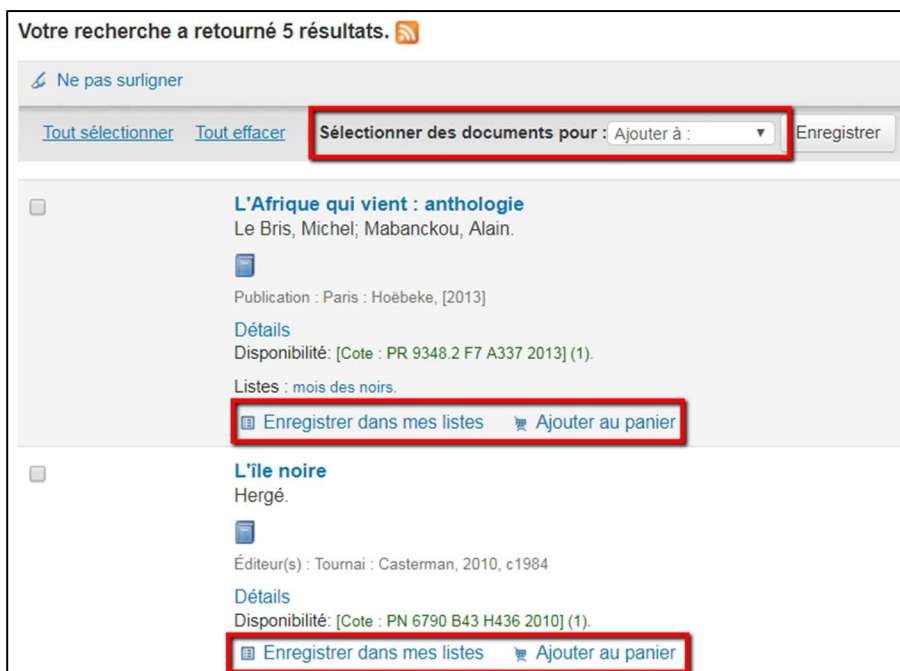 Votre recherche a retourné 5 résultats.
Ne pas surligner
Tout sélectionner Tout effacer Sélectionner des documents pour : Ajouter à : Enregistrer
L'Afrique qui vient : anthologie
Le Bris, Michel; Mabanckou, Alain.
Publication : Paris : Hoëbeke, [2013]
Détails
Disponibilité: [Cote : PR 9348.2 F7 A337 2013] (1).
Listes : mois des noirs.
Enregistrer dans mes listes Ajouter au panier
L'île noire
Hergé.
Éditeur(s) : Tournai : Casterman, 2010, c1984
Détails
Disponibilité: [Cote : PN 6790 B43 H436 2010] (1).
Enregistrer dans mes listes Ajouter au panier